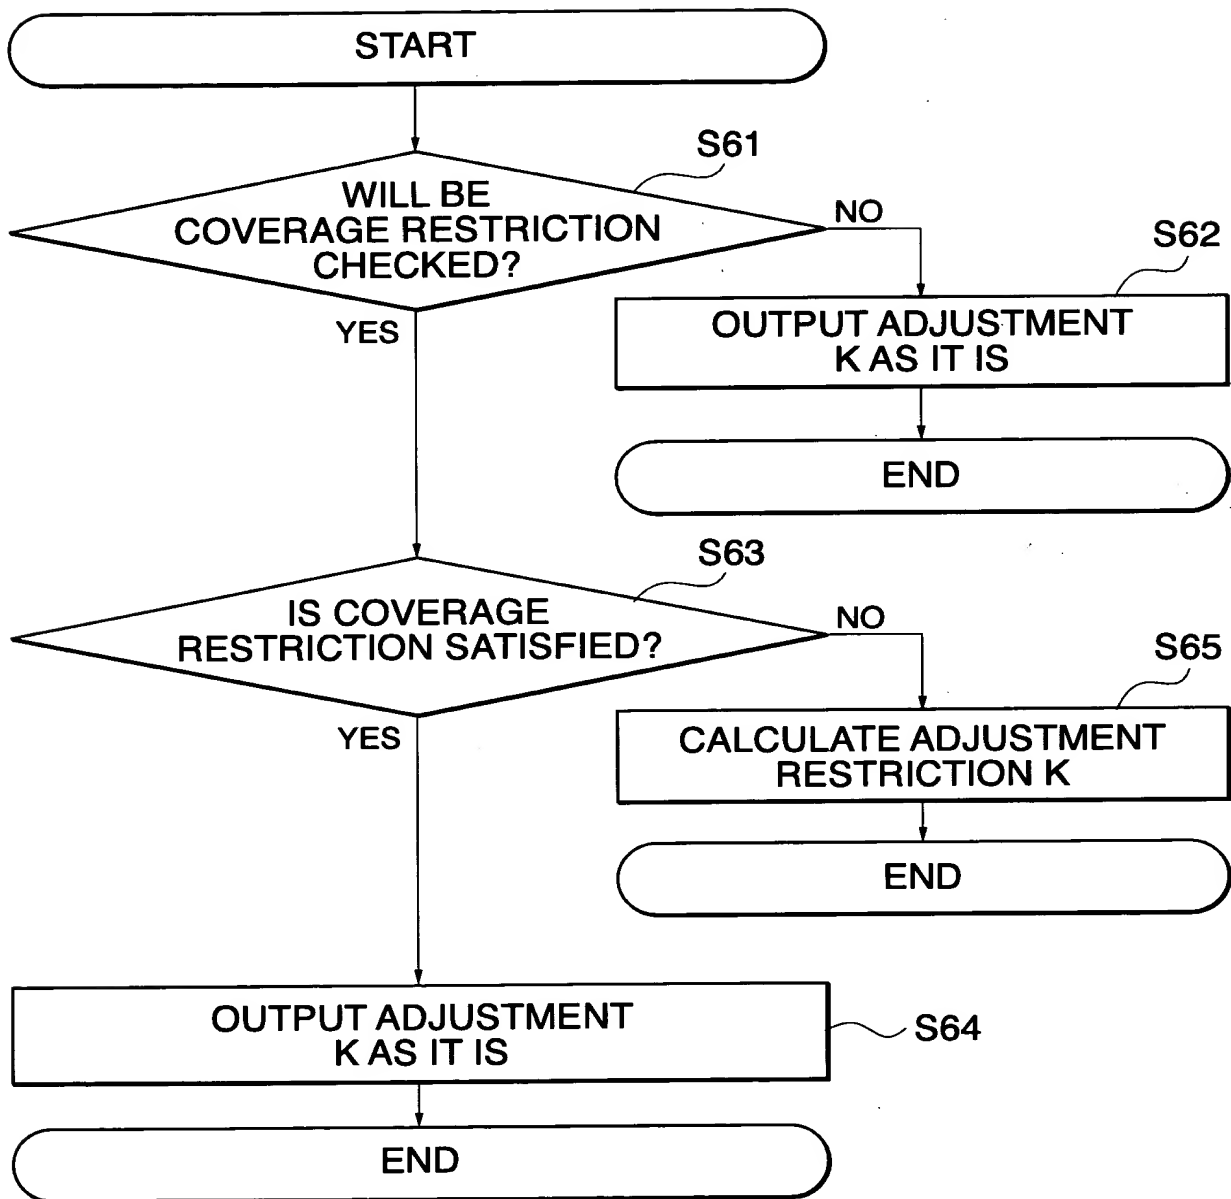 START
S61
WILL BE
COVERAGE RESTRICTION
CHECKED?
NO
YES
S62
OUTPUT ADJUSTMENT
K AS IT IS
END
S63
IS COVERAGE
RESTRICTION SATISFIED?
NO
YES
S65
CALCULATE ADJUSTMENT
RESTRICTION K
END
OUTPUT ADJUSTMENT
K AS IT IS
S64
END